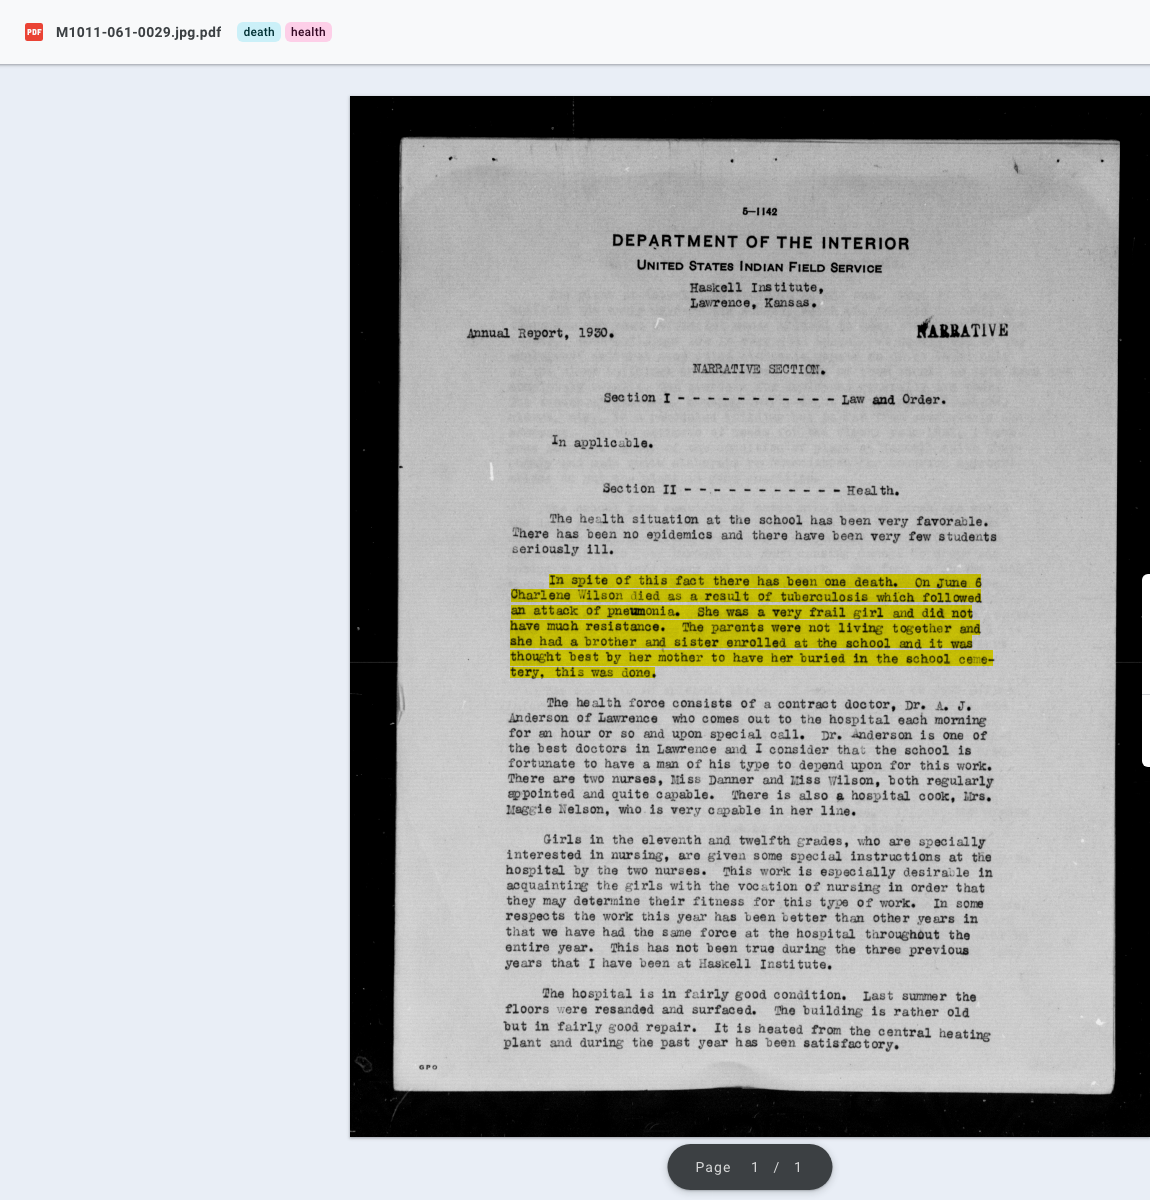 M1011-061-0029.jpg.pdf death health
5—1142
DEPARTMENT OF THE INTERIOR
UNITED STATES INDIAN FIELD SERVICE
Haskell Institute,
Lawrence, Kansas.
Annual Report, 1930.
NARRATIVE
NARRATIVE SECTION.
Section I - - - - - - - - - - - Law and Order.
In applicable.
Section II - - - - - - - - - - - Health.
The health situation at the school has been very favorable.
There has been no epidemics and there have been very few students
seriously ill.
In spite of this fact there has been one death. On June 6
Charlene Wilson died as a result of tuberculosis which followed
an attack of pneumonia. She was a very frail girl and did not
have much resistance. The parents were not living together and
she had a brother and sister enrolled at the school and it was
thought best by her mother to have her buried in the school ceme-
tery, this was done.
The health force consists of a contract doctor, Dr. A. J.
Anderson of Lawrence who comes out to the hospital each morning
for an hour or so and upon special call. Dr. Anderson is one of
the best doctors in Lawrence and I consider that the school is
fortunate to have a man of his type to depend upon for this work.
There are two nurses, Miss Danner and Miss Wilson, both regularly
appointed and quite capable. There is also a hospital cook, Mrs.
Maggie Nelson, who is very capable in her line.
Girls in the eleventh and twelfth grades, who are specially
interested in nursing, are given some special instructions at the
hospital by the two nurses. This work is especially desirable in
acquainting the girls with the vocation of nursing in order that
they may determine their fitness for this type of work. In some
respects the work this year has been better than other years in
that we have had the same force at the hospital throughout the
entire year. This has not been true during the three previous
years that I have been at Haskell Institute.
The hospital is in fairly good condition. Last summer the
floors were resanded and surfaced. The building is rather old
but in fairly good repair. It is heated from the central heating
plant and during the past year has been satisfactory.
GPO
Page 1 / 1